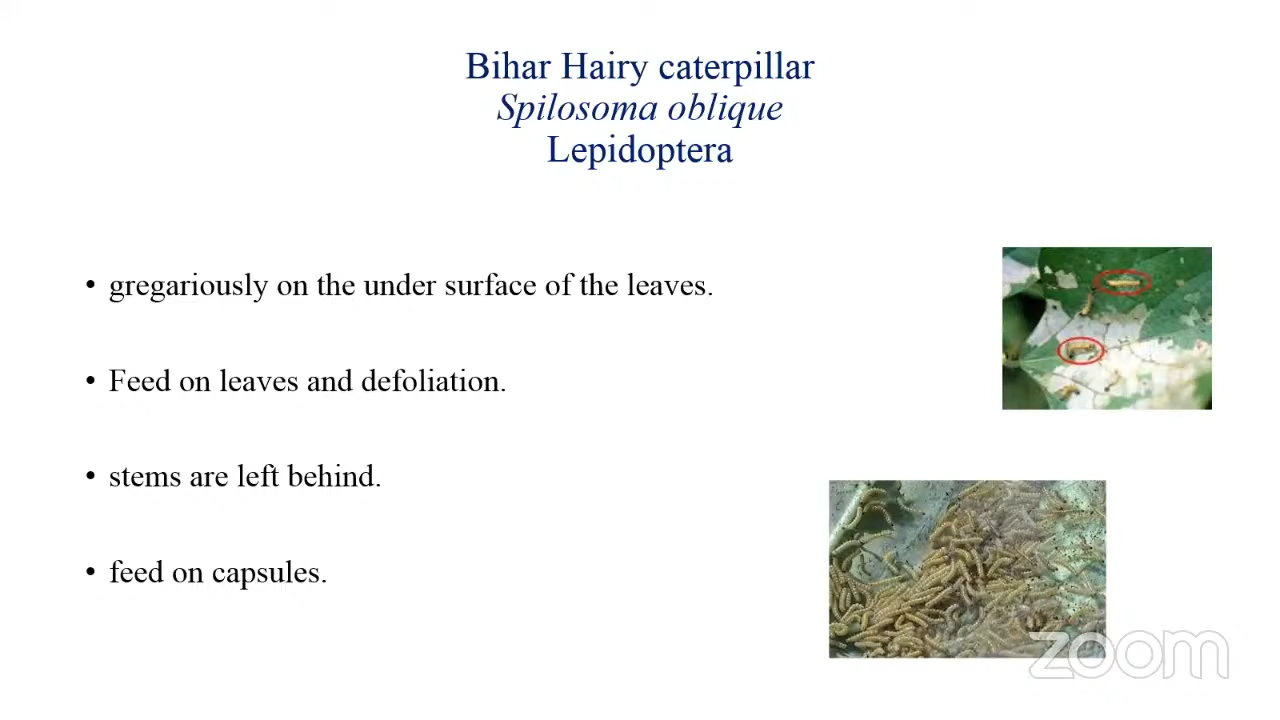 Bihar Hairy caterpillar
Spilosoma oblique
Lepidoptera
• gregariously on the under surface of the leaves.
• Feed on leaves and defoliation.
• stems are left behind.
• feed on capsules.
zoom